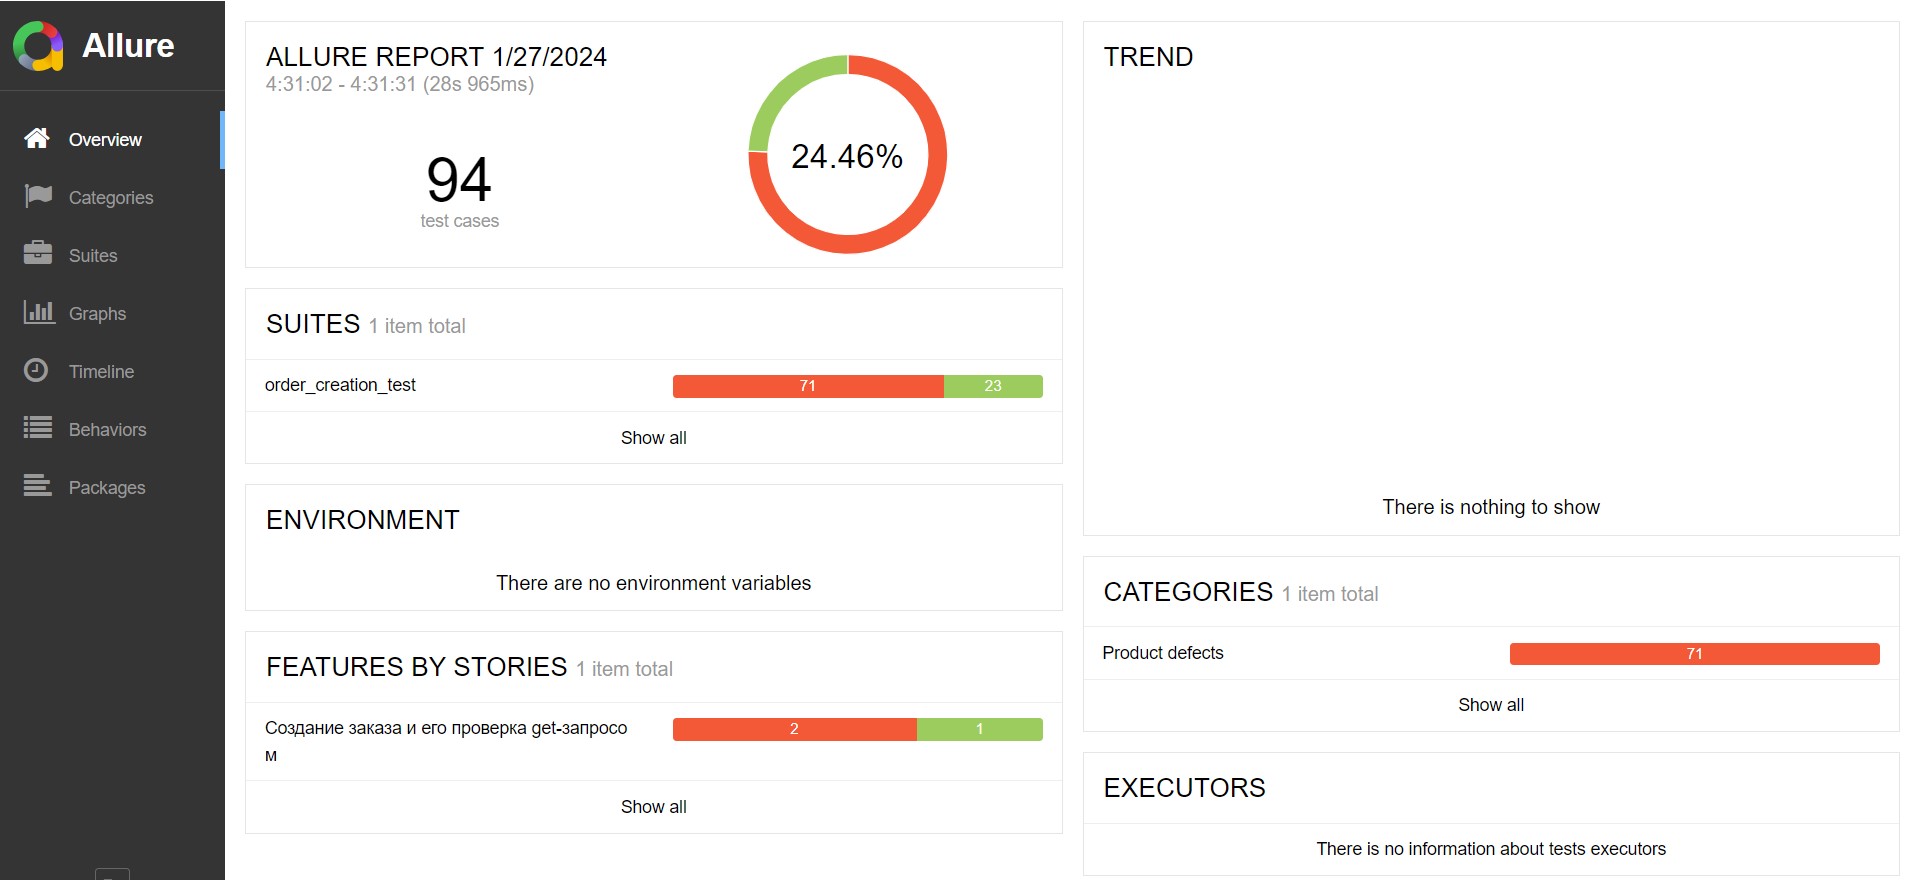 Allure
Overview
Categories
Suites
Graphs
Timeline
Behaviors
Packages
ALLURE REPORT 1/27/2024
4:31:02 - 4:31:31 (28s 965ms)
94
test cases
24.46%
SUITES 1 item total
order_creation_test 71 23
Show all
ENVIRONMENT
There are no environment variables
FEATURES BY STORIES 1 item total
Создание заказа и его проверка get-запросо 2 1
м
Show all
TREND
There is nothing to show
CATEGORIES 1 item total
Product defects 71
Show all
EXECUTORS
There is no information about tests executors